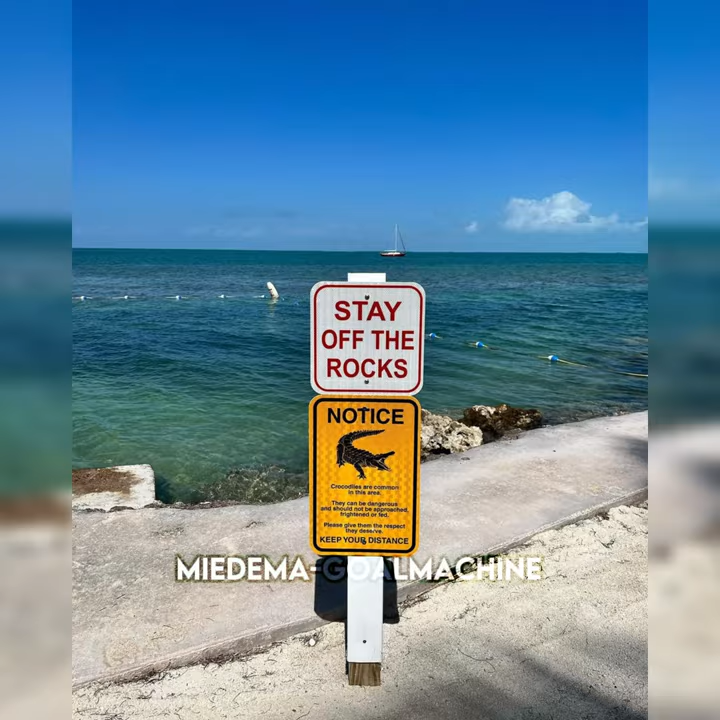 STAY
OFF THE
ROCKS
NOTICE
Crocodiles are common
in this area.
They can be dangerous
and should not be approached,
frightened or fed.
Please give them the respect
they deserve.
KEEP YOUR DISTANCE
MIEDEMA-GOALMACHINE